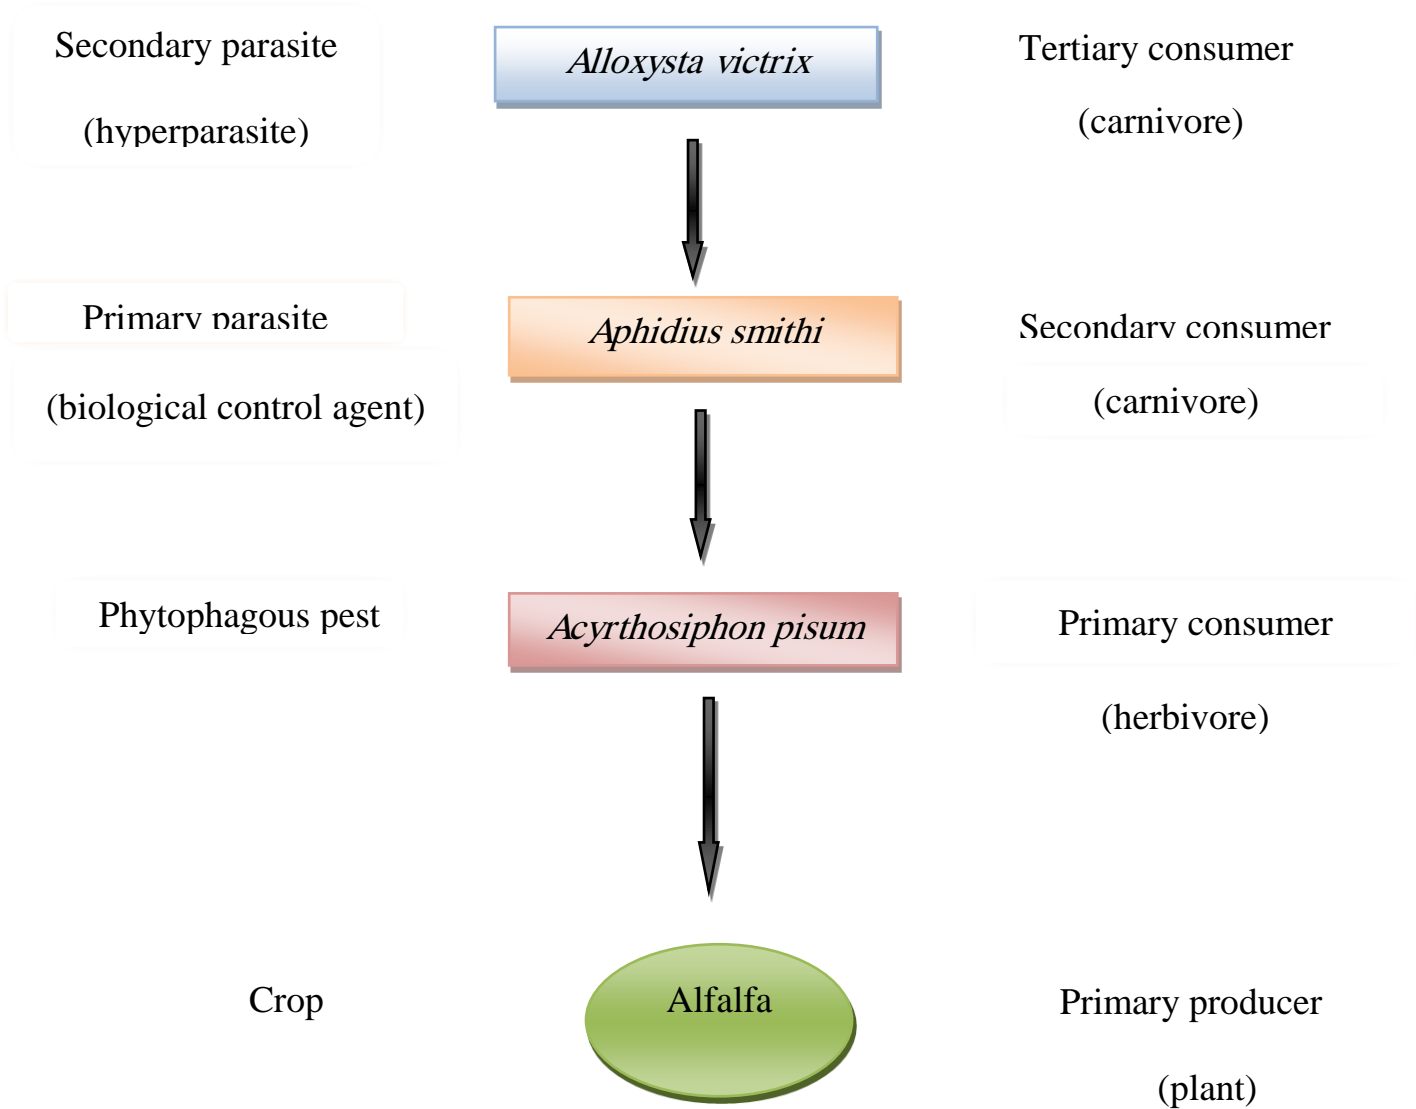 Secondary parasite
(hyperparasite)
Alloxysta victrix
Tertiary consumer
(carnivore)
Primary parasite
(biological control agent)
Aphidius smithi
Secondary consumer
(carnivore)
Phytophagous pest
Acyrthosiphon pisum
Primary consumer
(herbivore)
Crop
Alfalfa
Primary producer
(plant)